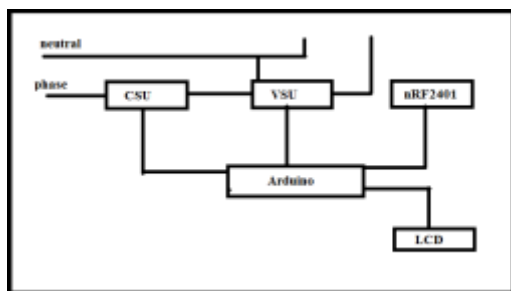 neutral
phase
CSU
VSU
nRF2401
Arduino
LCD